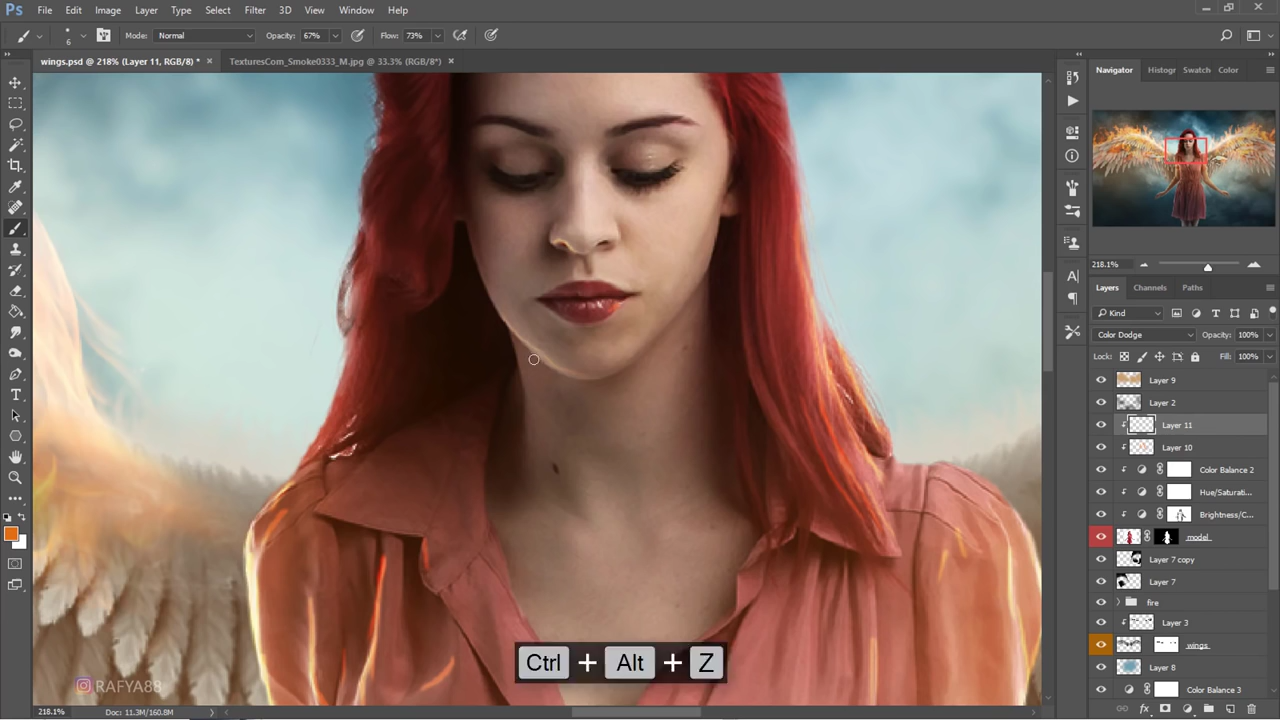 Ps File Edit Image Layer Type Select Filter 3D View Window Help
6 Mode: Normal Opacity: 67% Flow: 73%
wings.psd @ 218% (Layer 11, RGB/8) * × TexturesCom_Smoke0333_M.jpg @ 33.3% (RGB/8*) ×
Navigator Histogr Swatch Color
218.1%
Layers Channels Paths
Kind
Color Dodge Opacity: 100%
Lock: Fill: 100%
Layer 9
Layer 2
Layer 11
Layer 10
Color Balance 2
Hue/Saturati...
Brightness/C...
model
Layer 7 copy
Layer 7
fire
Layer 3
wings
Layer 8
Color Balance 3
Ctrl + Alt + Z
RAFYA88
218.1% Doc: 11.3M/160.8M